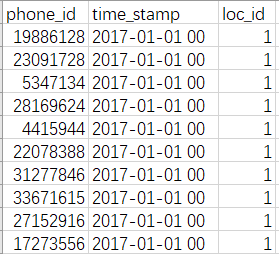 phone_id time_stamp loc_id
19886128 2017-01-01 00 1
23091728 2017-01-01 00 1
5347134 2017-01-01 00 1
28169624 2017-01-01 00 1
4415944 2017-01-01 00 1
22078388 2017-01-01 00 1
31277846 2017-01-01 00 1
33671615 2017-01-01 00 1
27152916 2017-01-01 00 1
17273556 2017-01-01 00 1